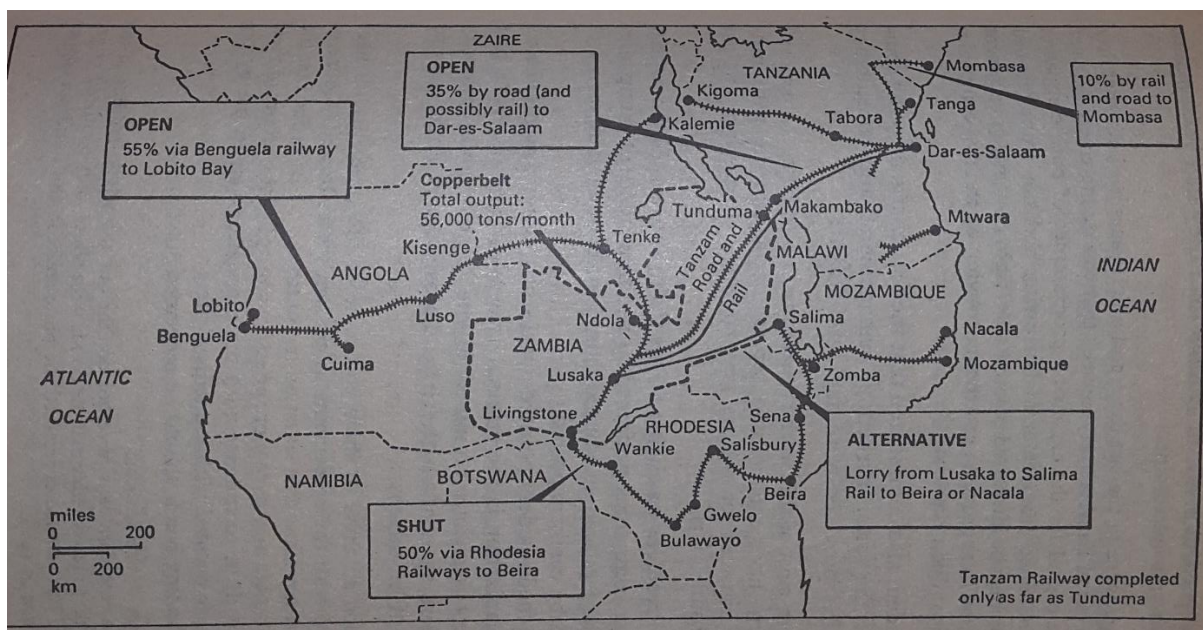 ZAIRE
OPEN
35% by road (and
possibly rail) to
Dar-es-Salaam
TANZANIA
Mombasa
10% by rail
and road to
Mombasa
Kigoma
Tanga
Kalemie
Tabora
Dar-es-Salaam
OPEN
55% via Benguela railway
to Lobito Bay
Copperbelt
Total output:
56,000 tons/month
Tunduma
Makambako
Mtwara
Kisenge
Tenke
Tanzam
Road and
Rail
MALAWI
ANGOLA
MOZAMBIQUE
INDIAN
OCEAN
Lobito
Benguela
Luso
Ndola
Salima
Nacala
Cuima
ZAMBIA
Mozambique
Lusaka
Zomba
ATLANTIC
OCEAN
Livingstone
Sena
RHODESIA
Wankie
Salisbury
ALTERNATIVE
Lorry from Lusaka to Salima
Rail to Beira or Nacala
NAMIBIA
BOTSWANA
Beira
Gwelo
Bulawayo
miles
0 200
0 200
km
SHUT
50% via Rhodesia
Railways to Beira
Tanzam Railway completed
only as far as Tunduma